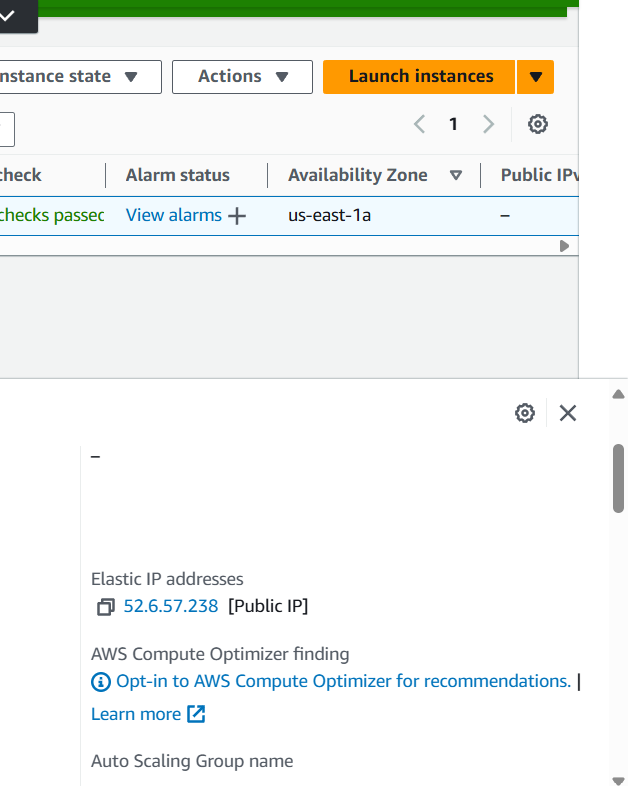 nstance state
Actions
Launch instances
1
check
Alarm status
Availability Zone
Public IPv
checks passed
View alarms
us-east-1a
–
–
Elastic IP addresses
52.6.57.238 [Public IP]
AWS Compute Optimizer finding
Opt-in to AWS Compute Optimizer for recommendations. |
Learn more
Auto Scaling Group name